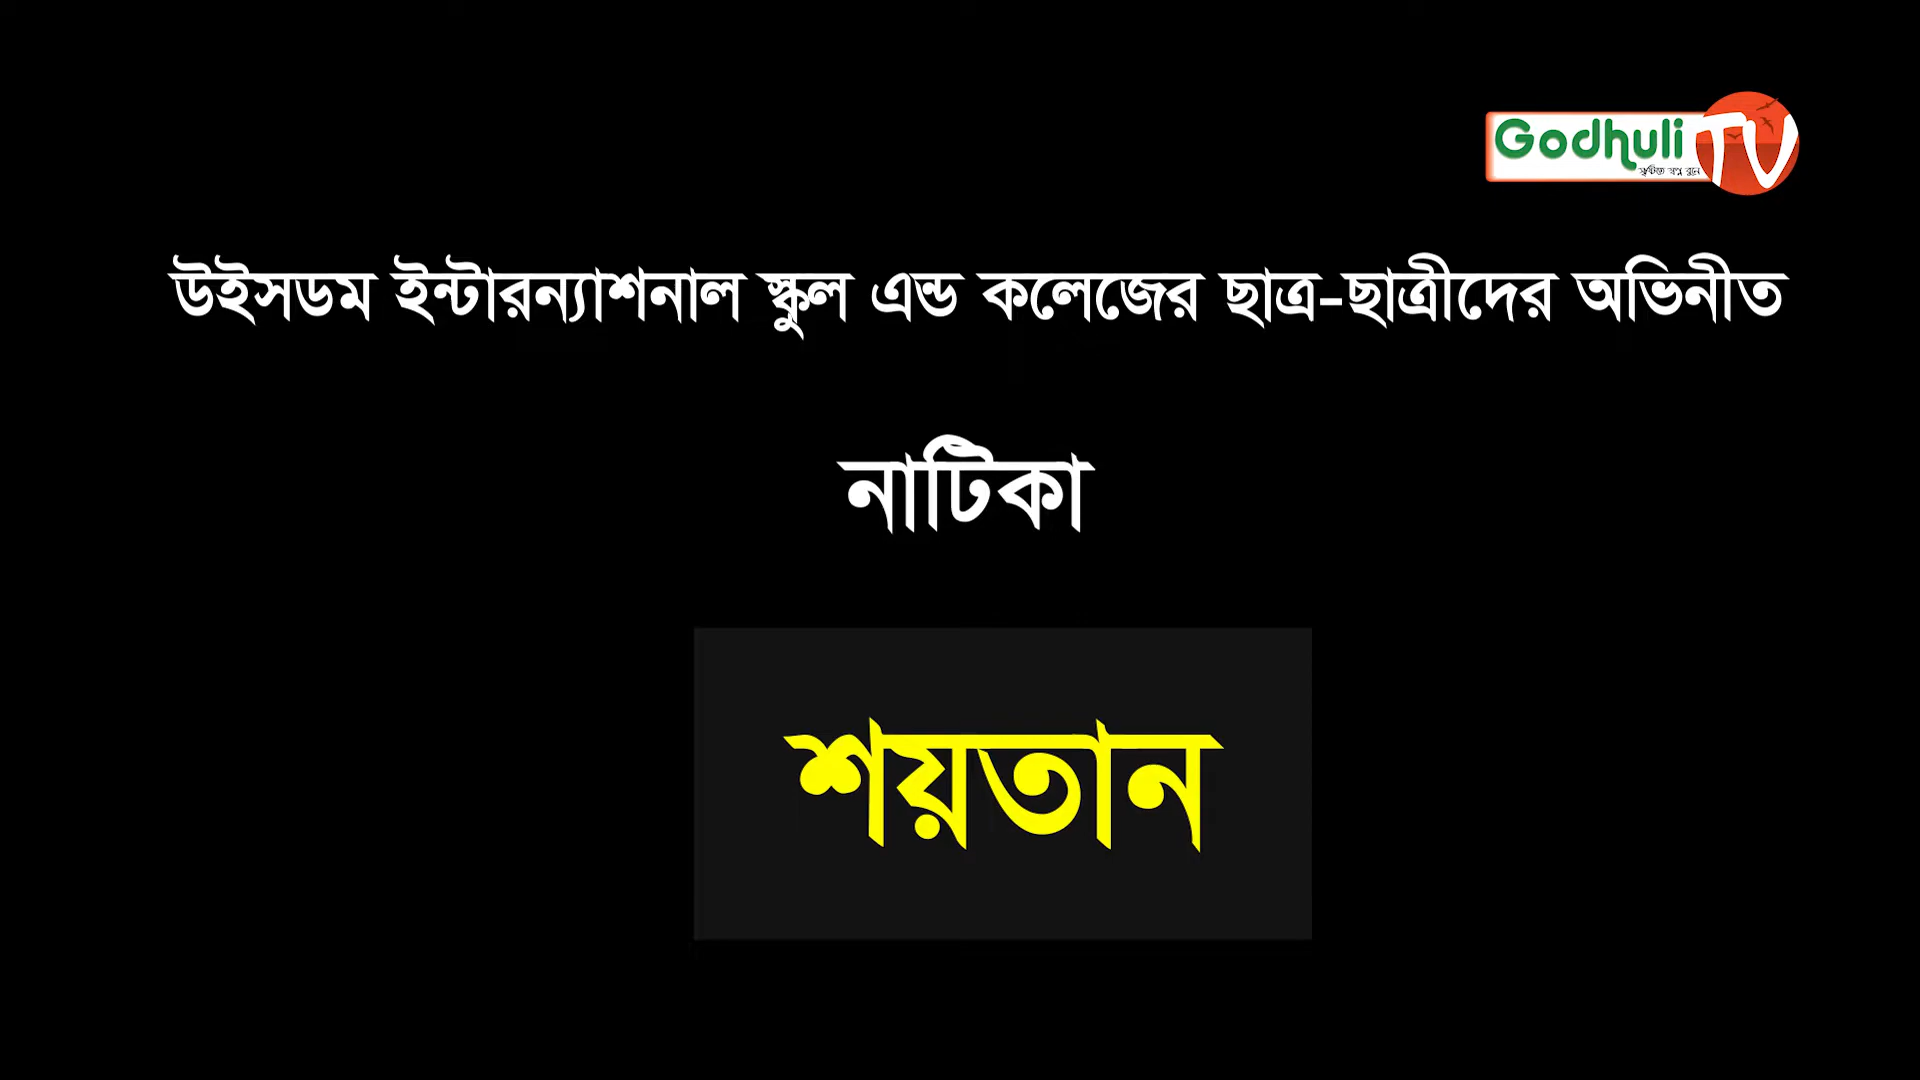 Godhuli TV
উইসডম ইন্টারন্যাশনাল স্কুল এন্ড কলেজের ছাত্র-ছাত্রীদের অভিনীত
নাটিকা
শয়তান